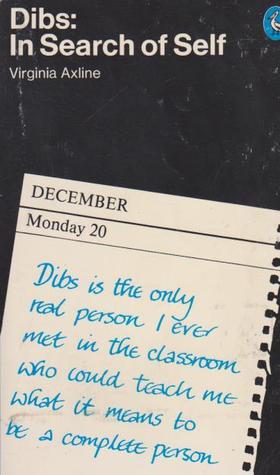 Dibs:
In Search of Self
Virginia Axline
DECEMBER
Monday 20
Dibs is the only
real person I ever
met in the classroom
who could teach me
what it means to
be a complete person